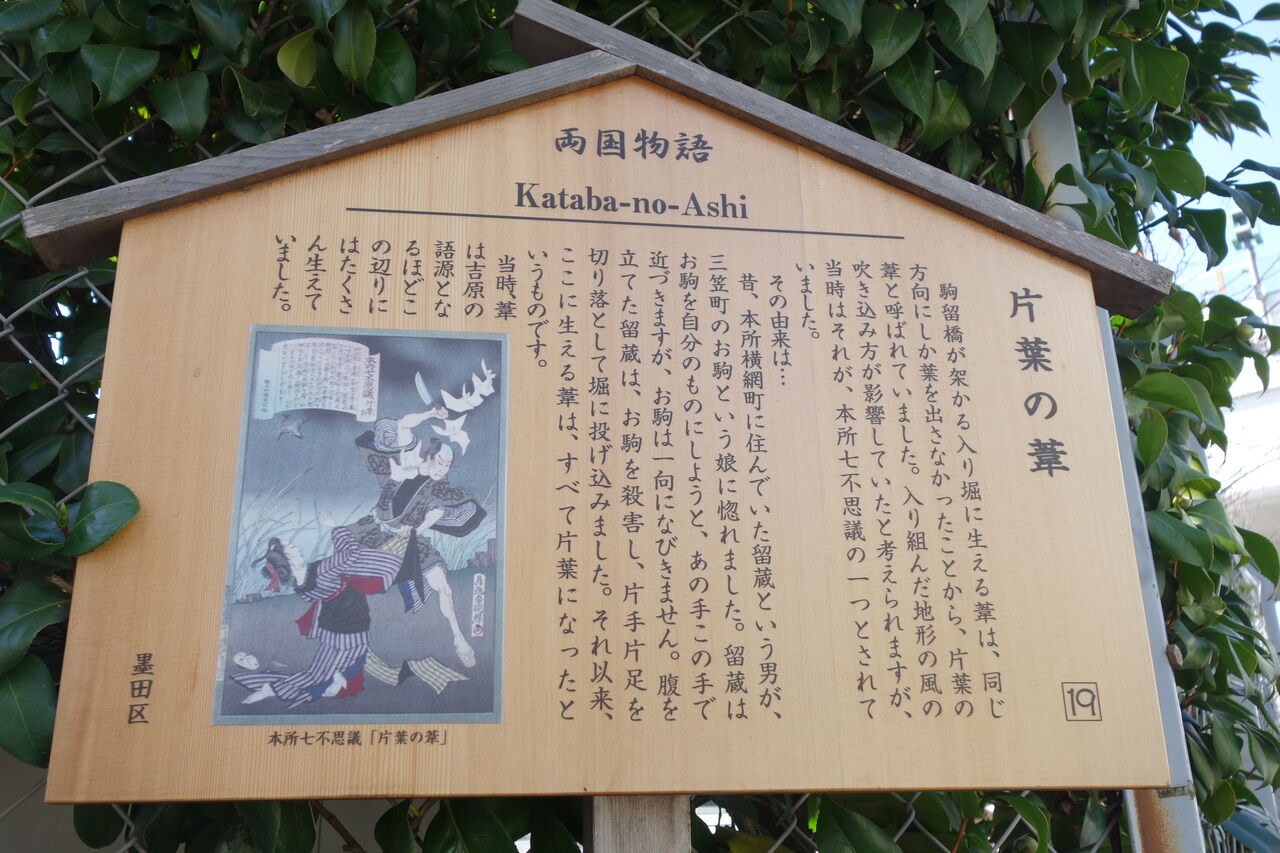 両国物語
Kataba-no-Ashi
片葉の葦
駒留橋が架かる入り堀に生える葦は、同じ
方向にしか葉を出さなかったことから、片葉の
葦と呼ばれていました。入り組んだ地形の風の
吹き込み方が影響していたと考えられますが、
当時はそれが、本所七不思議の一つとされて
いました。
その由来は…
昔、本所横網町に住んでいた留蔵という男が、
三笠町のお駒という娘に惚れました。留蔵は
お駒を自分のものにしようと、あの手この手で
近づきますが、お駒は一向になびきません。腹を
立てた留蔵は、お駒を殺害し、片手片足を
切り落として堀に投げ込みました。それ以来、
ここに生える葦は、すべて片葉になったと
いうものです。
当時、葦
は吉原の
語源とな
るほどこ
の辺りに
はたくさ
ん生えて
いました。
本所七不思議「片葉の葦」
墨田区
19